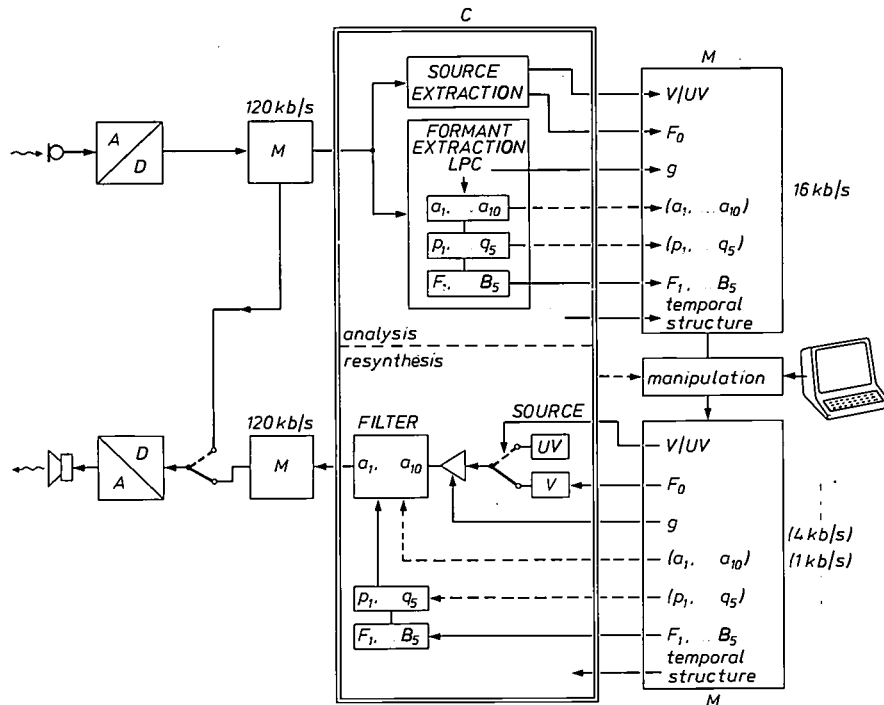 C
M
SOURCE
EXTRACTION
V/UV
120 kb/s
F₀
A
D
M
FORMANT
EXTRACTION
LPC
g
16 kb/s
a₁, a₁₀
(a₁, ... a₁₀)
p₁, q₅
(p₁, ... q₅)
F₁, B₅
F₁, ... B₅
temporal
structure
analysis
resynthesis
manipulation
120 kb/s
FILTER
SOURCE
D
A
M
a₁, a₁₀
UV
V/UV
V
F₀
g
(4 kb/s)
(a₁, a₁₀)
(1 kb/s)
p₁, q₅
(p₁, q₅)
F₁, B₅
F₁, ... B₅
temporal
structure
M